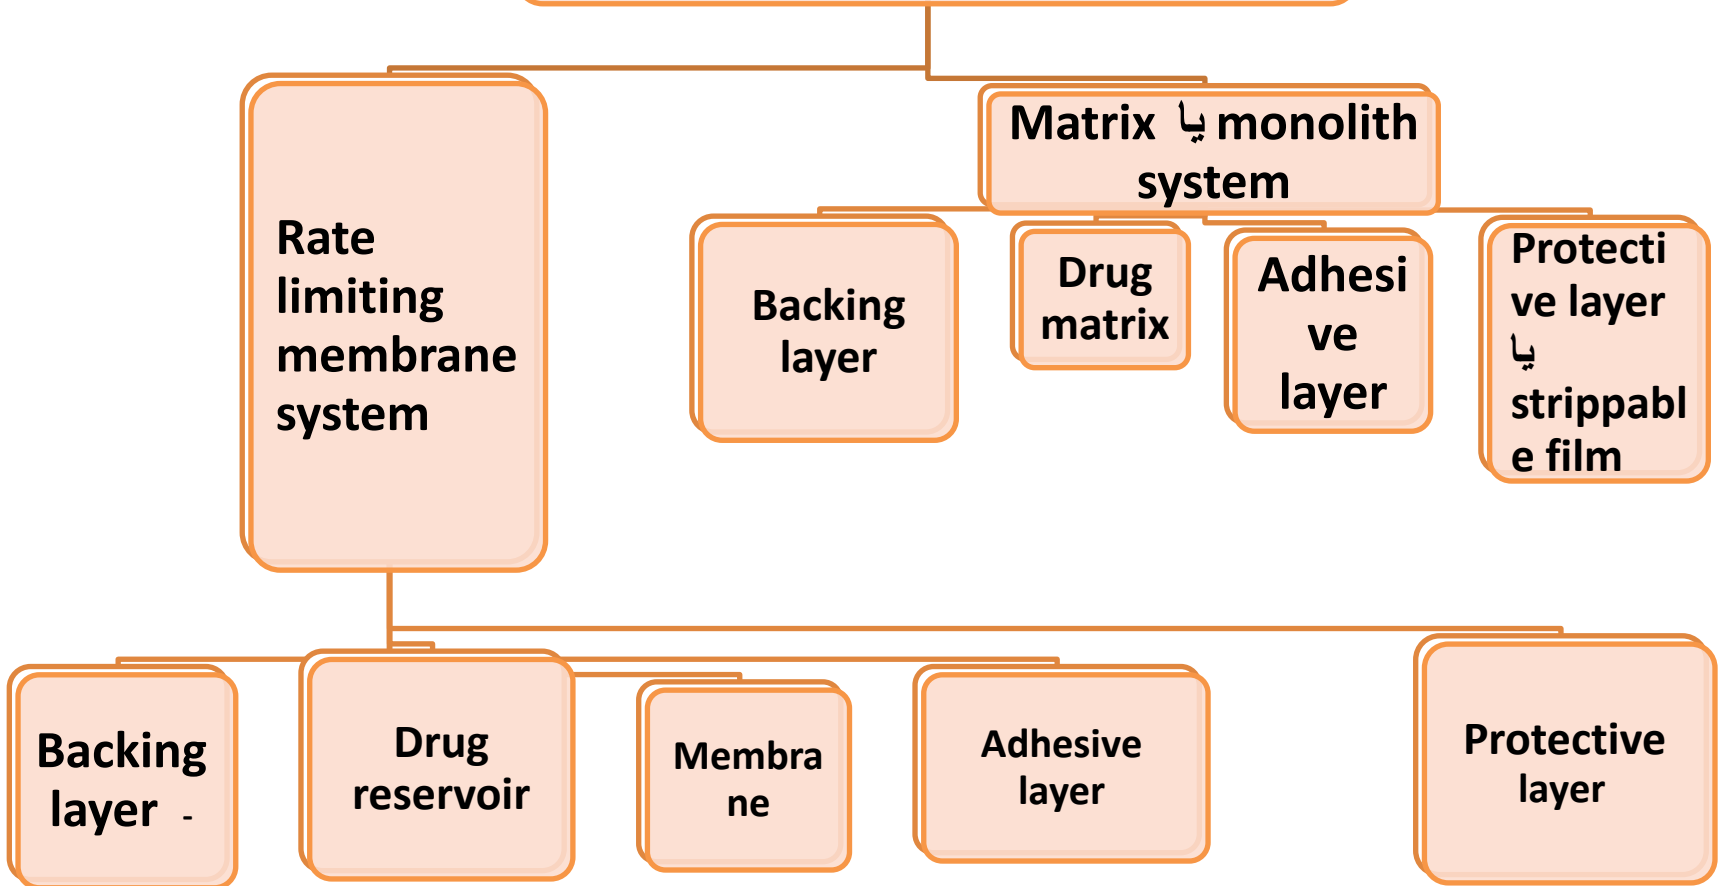 Rate
limiting
membrane
system
Matrix یا monolith
system
Backing
layer
Drug
matrix
Adhesi
ve
layer
Protecti
ve layer
یا
strippabl
e film
Backing
layer -
Drug
reservoir
Membra
ne
Adhesive
layer
Protective
layer